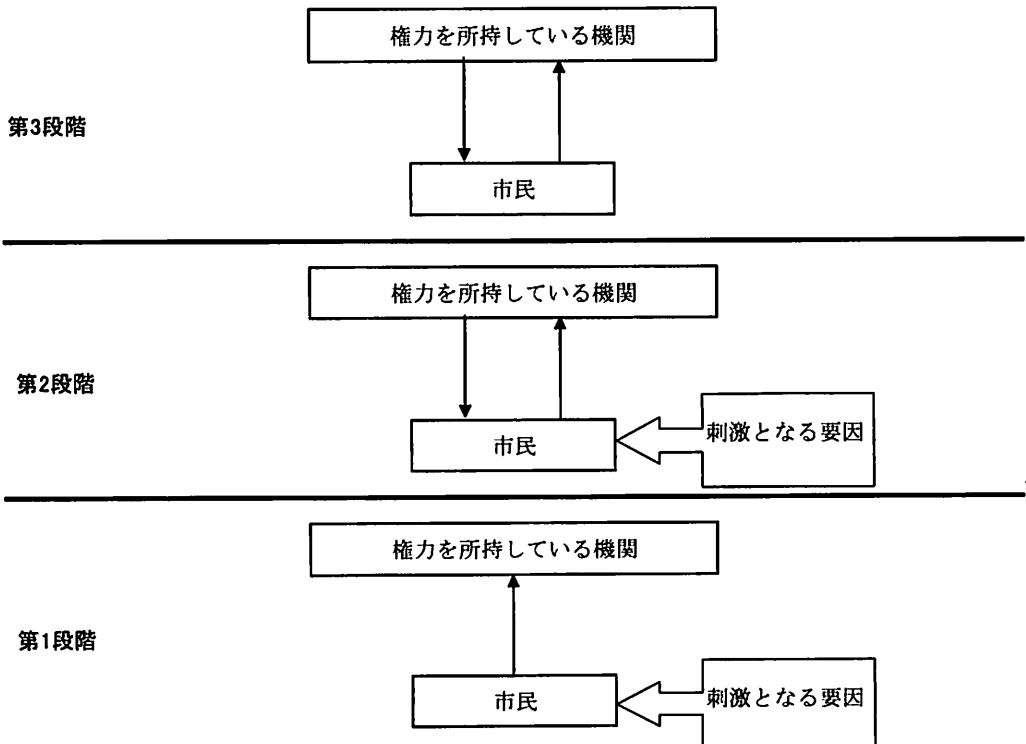 権力を所持している機関
第3段階
市民
権力を所持している機関
第2段階
刺激となる要因
市民
権力を所持している機関
第1段階
市民
刺激となる要因